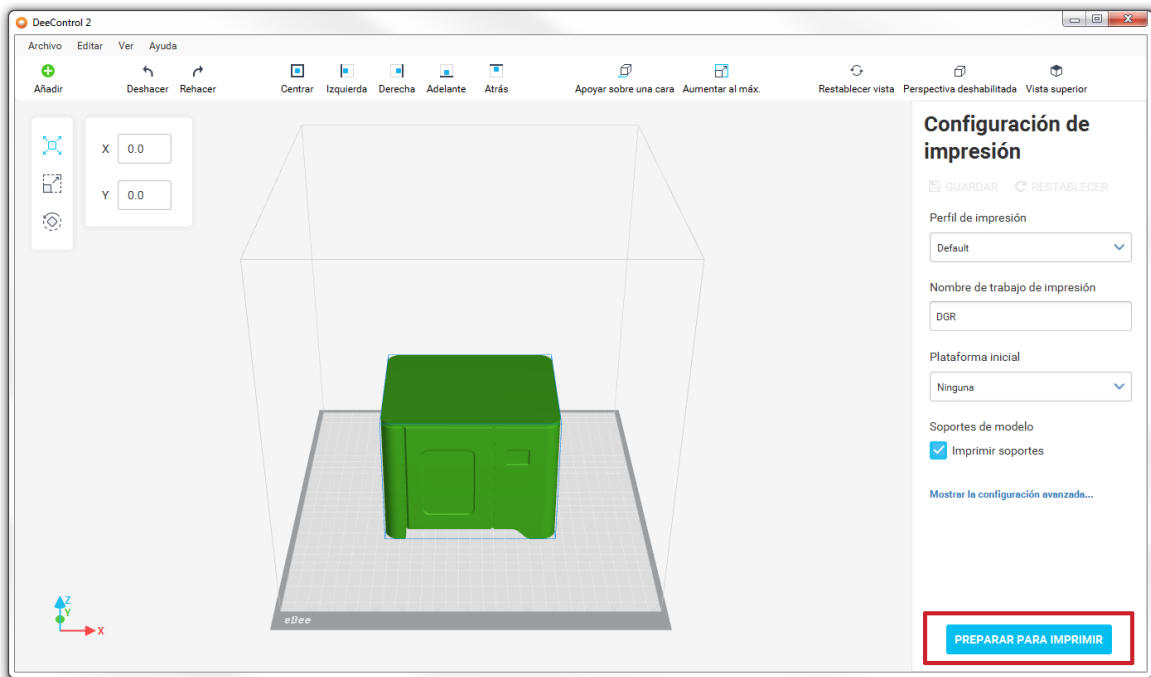 DeeControl 2
Archivo Editar Ver Ayuda
Añadir Deshacer Rehacer Centrar Izquierda Derecha Adelante Atrás Apoyar sobre una cara Aumentar al máx. Restablecer vista Perspectiva deshabilitada Vista superior
X 0.0
Y 0.0
Configuración de
impresión
GUARDAR RESTABLECER
Perfil de impresión
Default
Nombre de trabajo de impresión
DGR
Plataforma inicial
Ninguna
Soportes de modelo
Imprimir soportes
Mostrar la configuración avanzada...
Z
Y
X
eDee
PREPARAR PARA IMPRIMIR